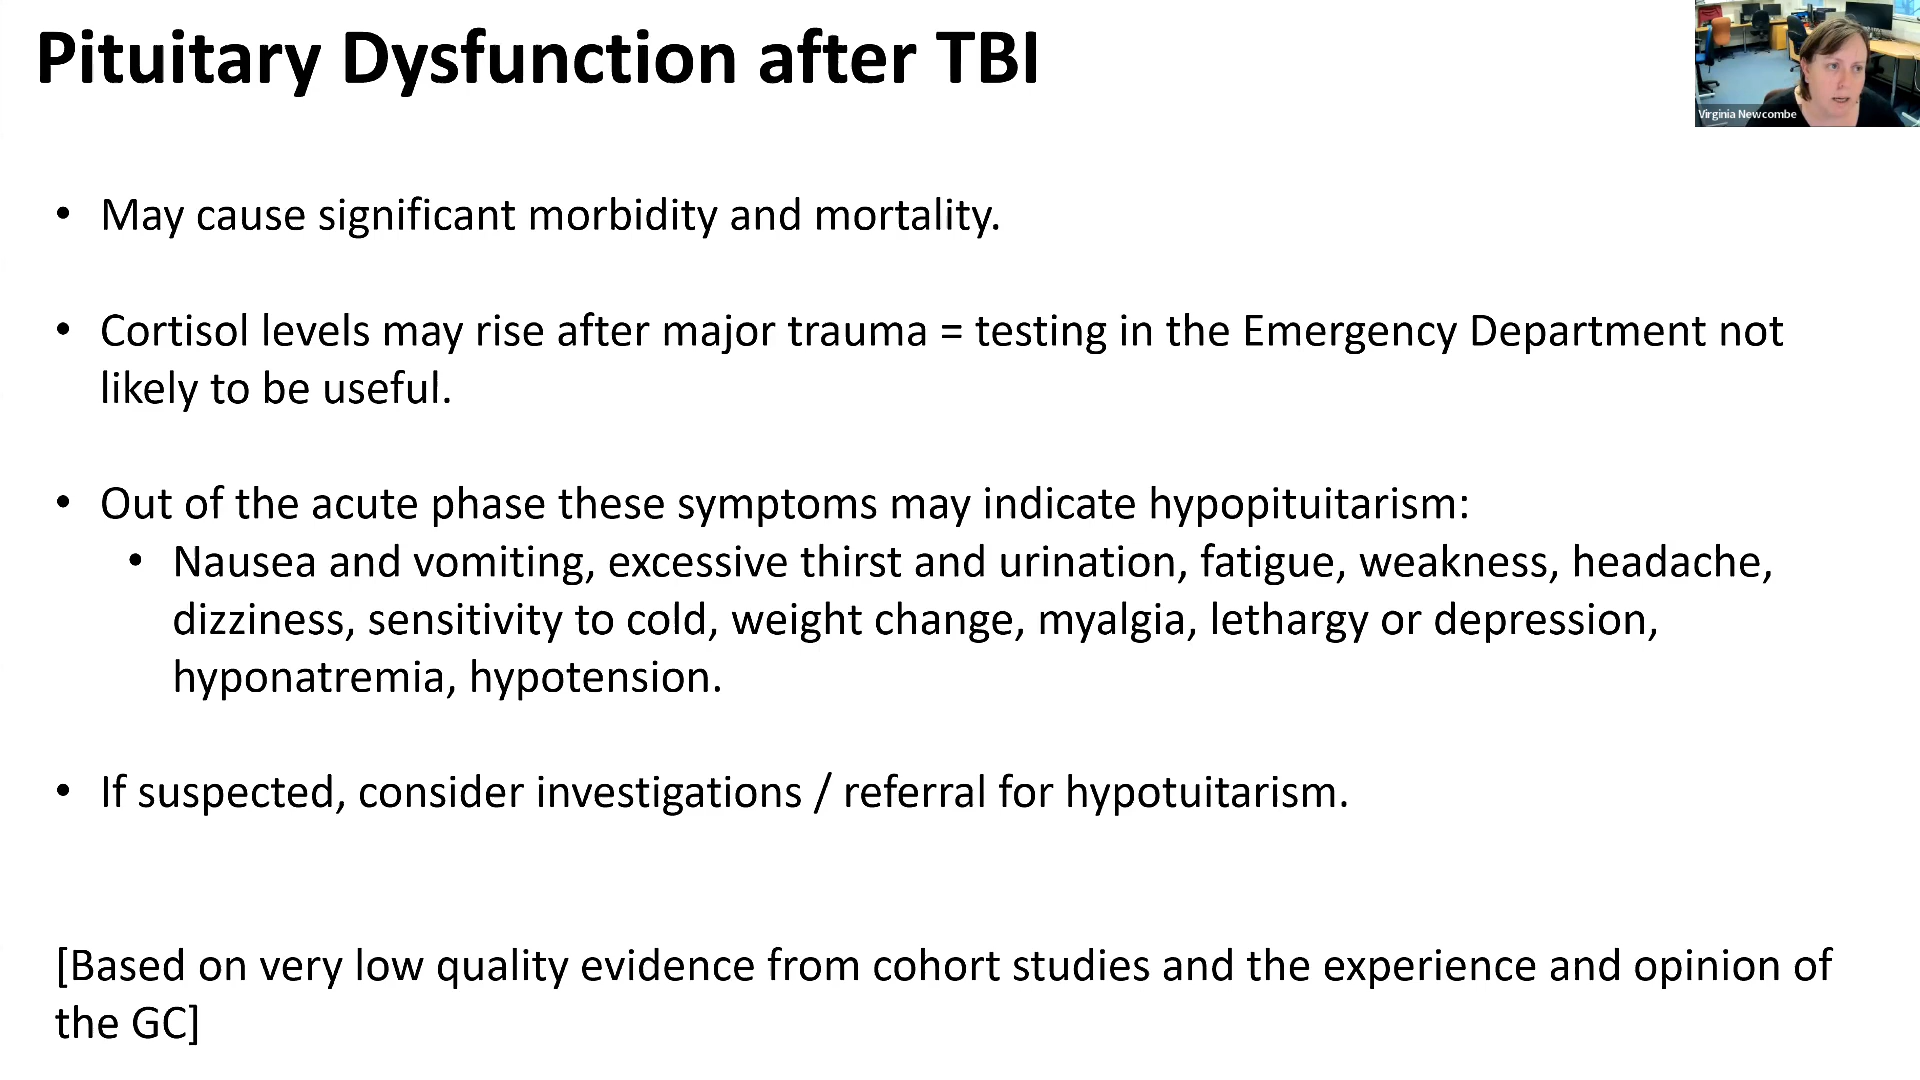 Pituitary Dysfunction after TBI
Virginia Newcombe
• May cause significant morbidity and mortality.
• Cortisol levels may rise after major trauma = testing in the Emergency Department not
likely to be useful.
• Out of the acute phase these symptoms may indicate hypopituitarism:
• Nausea and vomiting, excessive thirst and urination, fatigue, weakness, headache,
dizziness, sensitivity to cold, weight change, myalgia, lethargy or depression,
hyponatremia, hypotension.
• If suspected, consider investigations / referral for hypotuitarism.
[Based on very low quality evidence from cohort studies and the experience and opinion of
the GC]